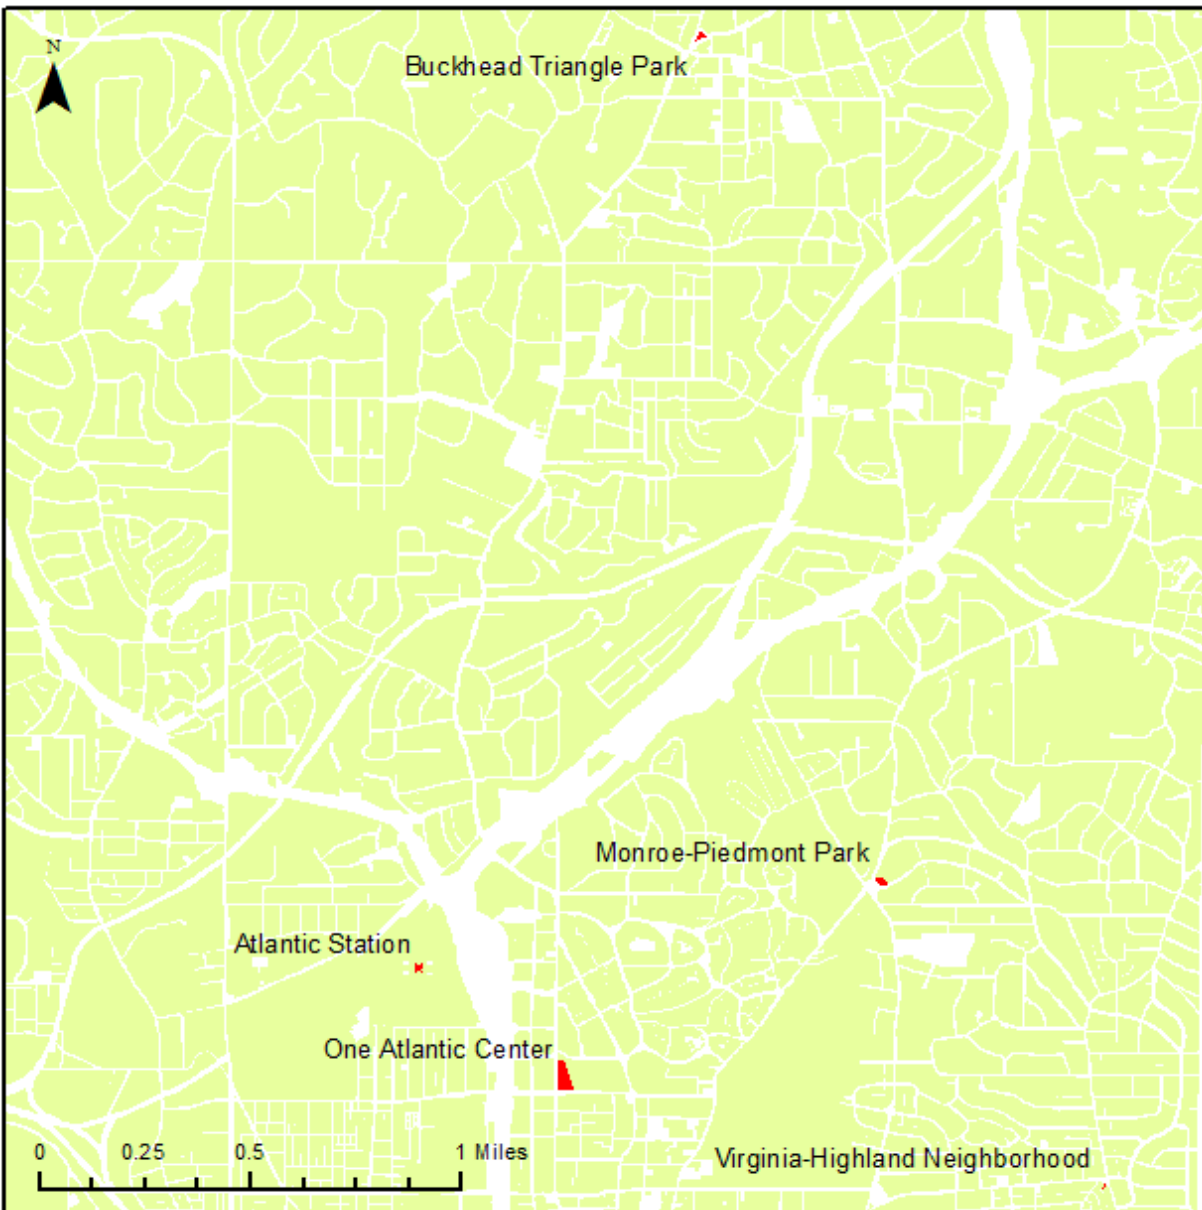 N
Buckhead Triangle Park
Monroe-Piedmont Park
Atlantic Station
One Atlantic Center
0 0.25 0.5 1 Miles
Virginia-Highland Neighborhood